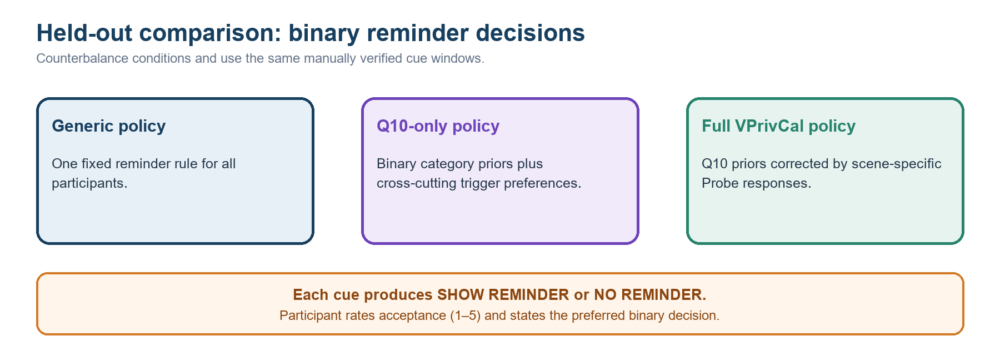 Held-out comparison: binary reminder decisions
Counterbalance conditions and use the same manually verified cue windows.
Generic policy
One fixed reminder rule for all
participants.
Q10-only policy
Binary category priors plus
cross-cutting trigger preferences.
Full VPrivCal policy
Q10 priors corrected by scene-specific
Probe responses.
Each cue produces SHOW REMINDER or NO REMINDER.
Participant rates acceptance (1–5) and states the preferred binary decision.